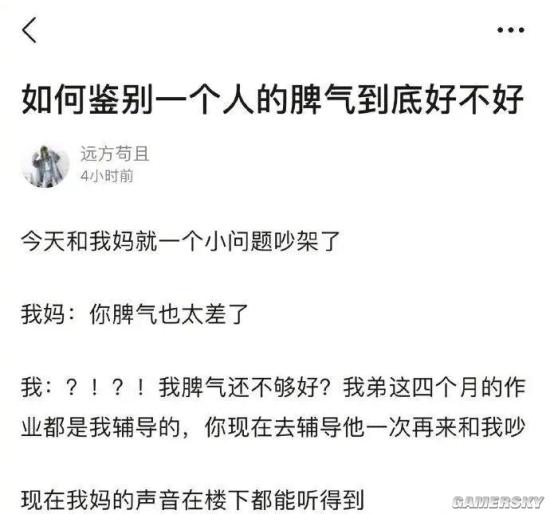 如何鉴别一个人的脾气到底好不好
远方苟且
4小时前
今天和我妈就一个小问题吵架了
我妈：你脾气也太差了
我：？！？！我脾气还不够好？我弟这四个月的作
业都是我辅导的，你现在去辅导他一次再来和我吵
现在我妈的声音在楼下都能听得到
GAMERSKY